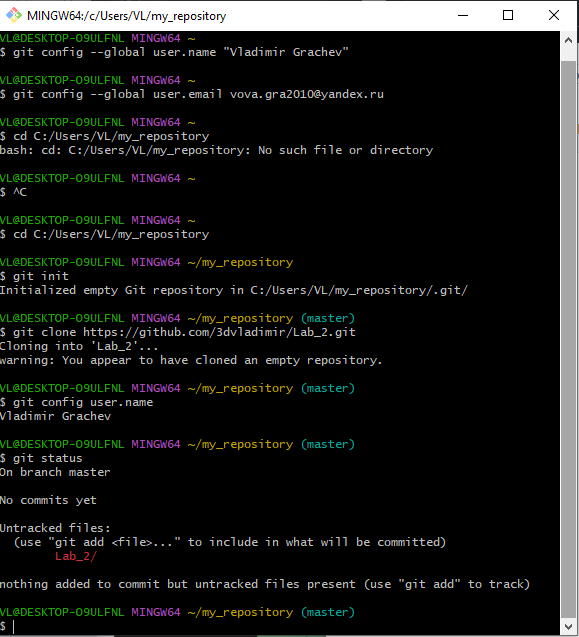 MINGW64:/c/Users/VL/my_repository
VL@DESKTOP-O9ULFNL MINGW64 ~
$ git config --global user.name "Vladimir Grachev"
VL@DESKTOP-O9ULFNL MINGW64 ~
$ git config --global user.email vova.gra2010@yandex.ru
VL@DESKTOP-O9ULFNL MINGW64 ~
$ cd C:/Users/VL/my_repository
bash: cd: C:/Users/VL/my_repository: No such file or directory
VL@DESKTOP-O9ULFNL MINGW64 ~
$ ^C
VL@DESKTOP-O9ULFNL MINGW64 ~
$ cd C:/Users/VL/my_repository
VL@DESKTOP-O9ULFNL MINGW64 ~/my_repository
$ git init
Initialized empty Git repository in C:/Users/VL/my_repository/.git/
VL@DESKTOP-O9ULFNL MINGW64 ~/my_repository (master)
$ git clone https://github.com/3dvladimir/Lab_2.git
Cloning into 'Lab_2'...
warning: You appear to have cloned an empty repository.
VL@DESKTOP-O9ULFNL MINGW64 ~/my_repository (master)
$ git config user.name
Vladimir Grachev
VL@DESKTOP-O9ULFNL MINGW64 ~/my_repository (master)
$ git status
On branch master
No commits yet
Untracked files:
(use "git add <file>..." to include in what will be committed)
Lab_2/
nothing added to commit but untracked files present (use "git add" to track)
VL@DESKTOP-O9ULFNL MINGW64 ~/my_repository (master)
$